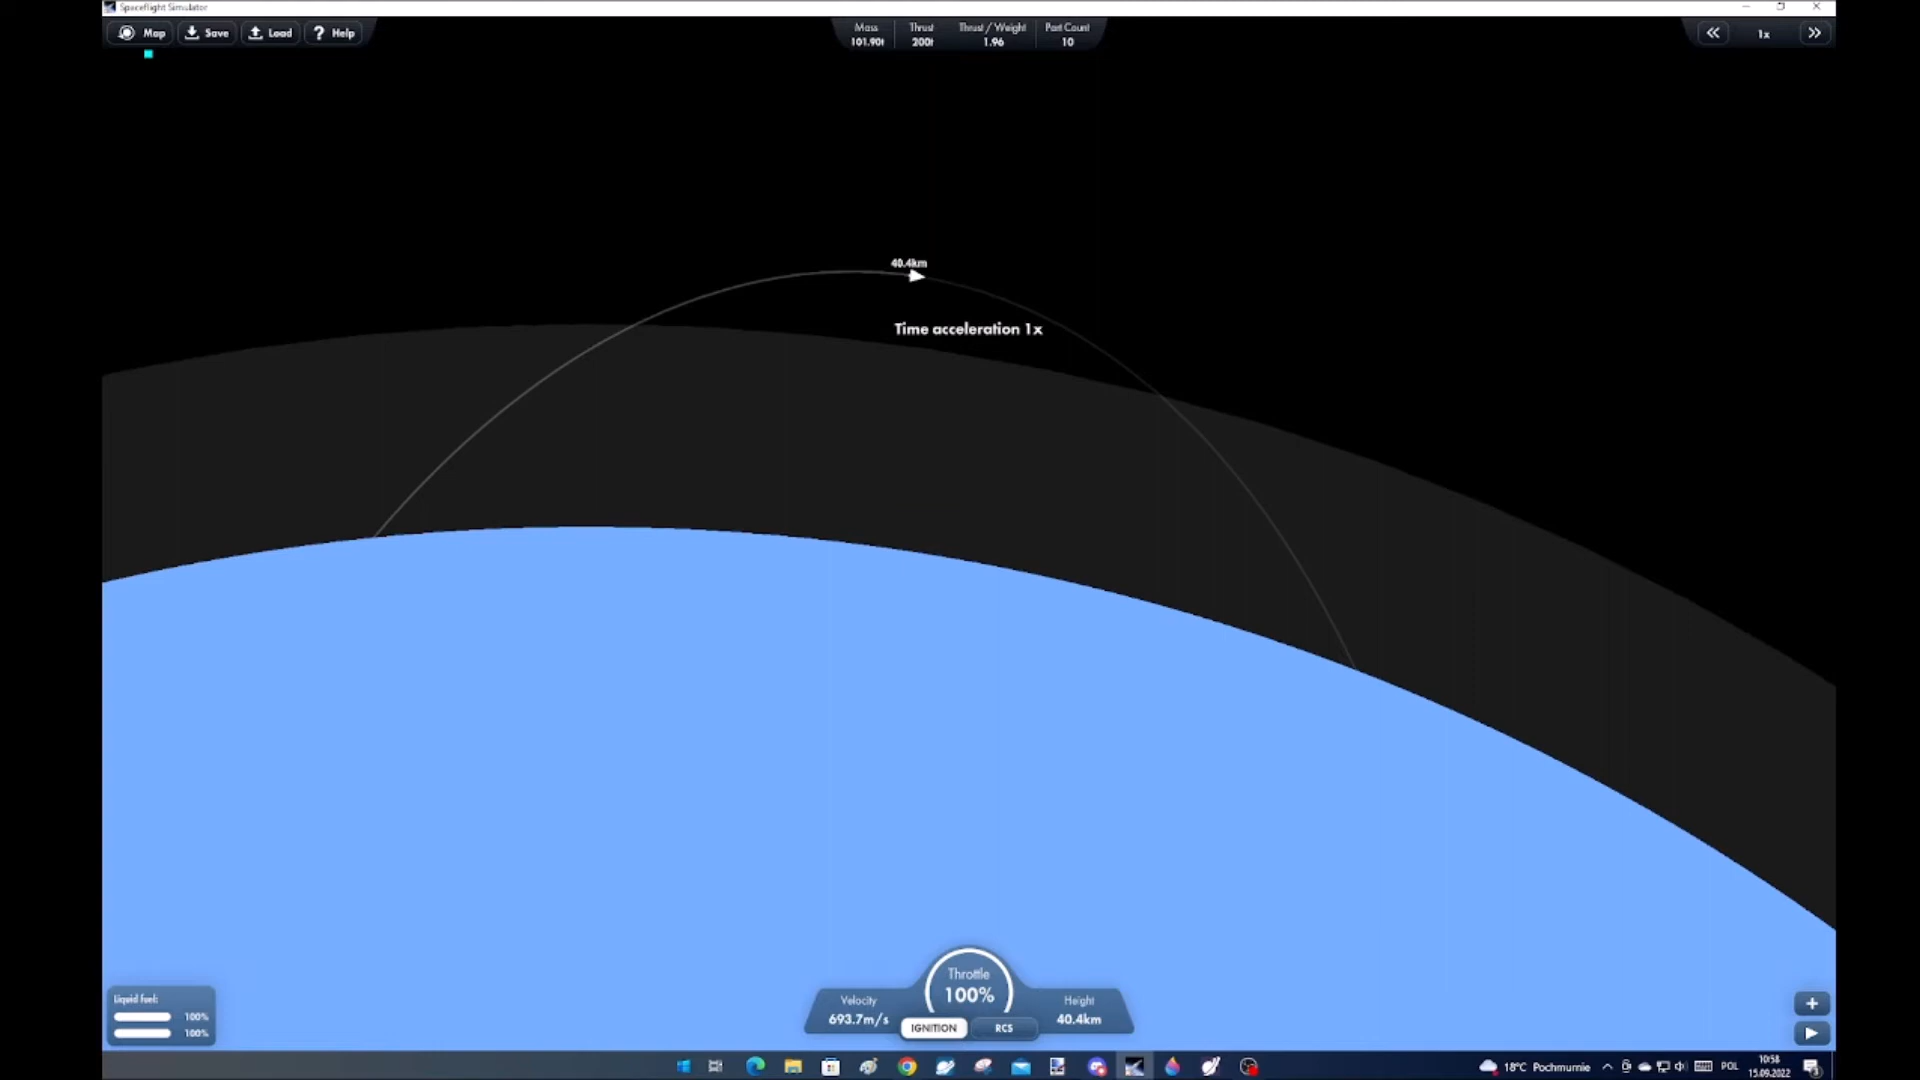 Spaceflight Simulator
Map
Save
Load
Help
Mass
101.90t
Thrust
200t
Thrust / Weight
1.96
Part Count
10
1x
40.4km
Time acceleration 1x
Liquid fuel:
100%
100%
Throttle
100%
Velocity
693.7m/s
Height
40.4km
IGNITION
RCS
18°C Pochmurnie
POL
10:58
15.09.2022